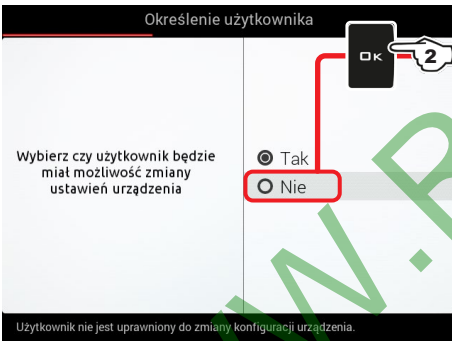 Określenie użytkownika
OK
2
Wybierz czy użytkownik będzie
miał możliwość zmiany
ustawień urządzenia
Tak
Nie
Użytkownik nie jest uprawniony do zmiany konfiguracji urządzenia.